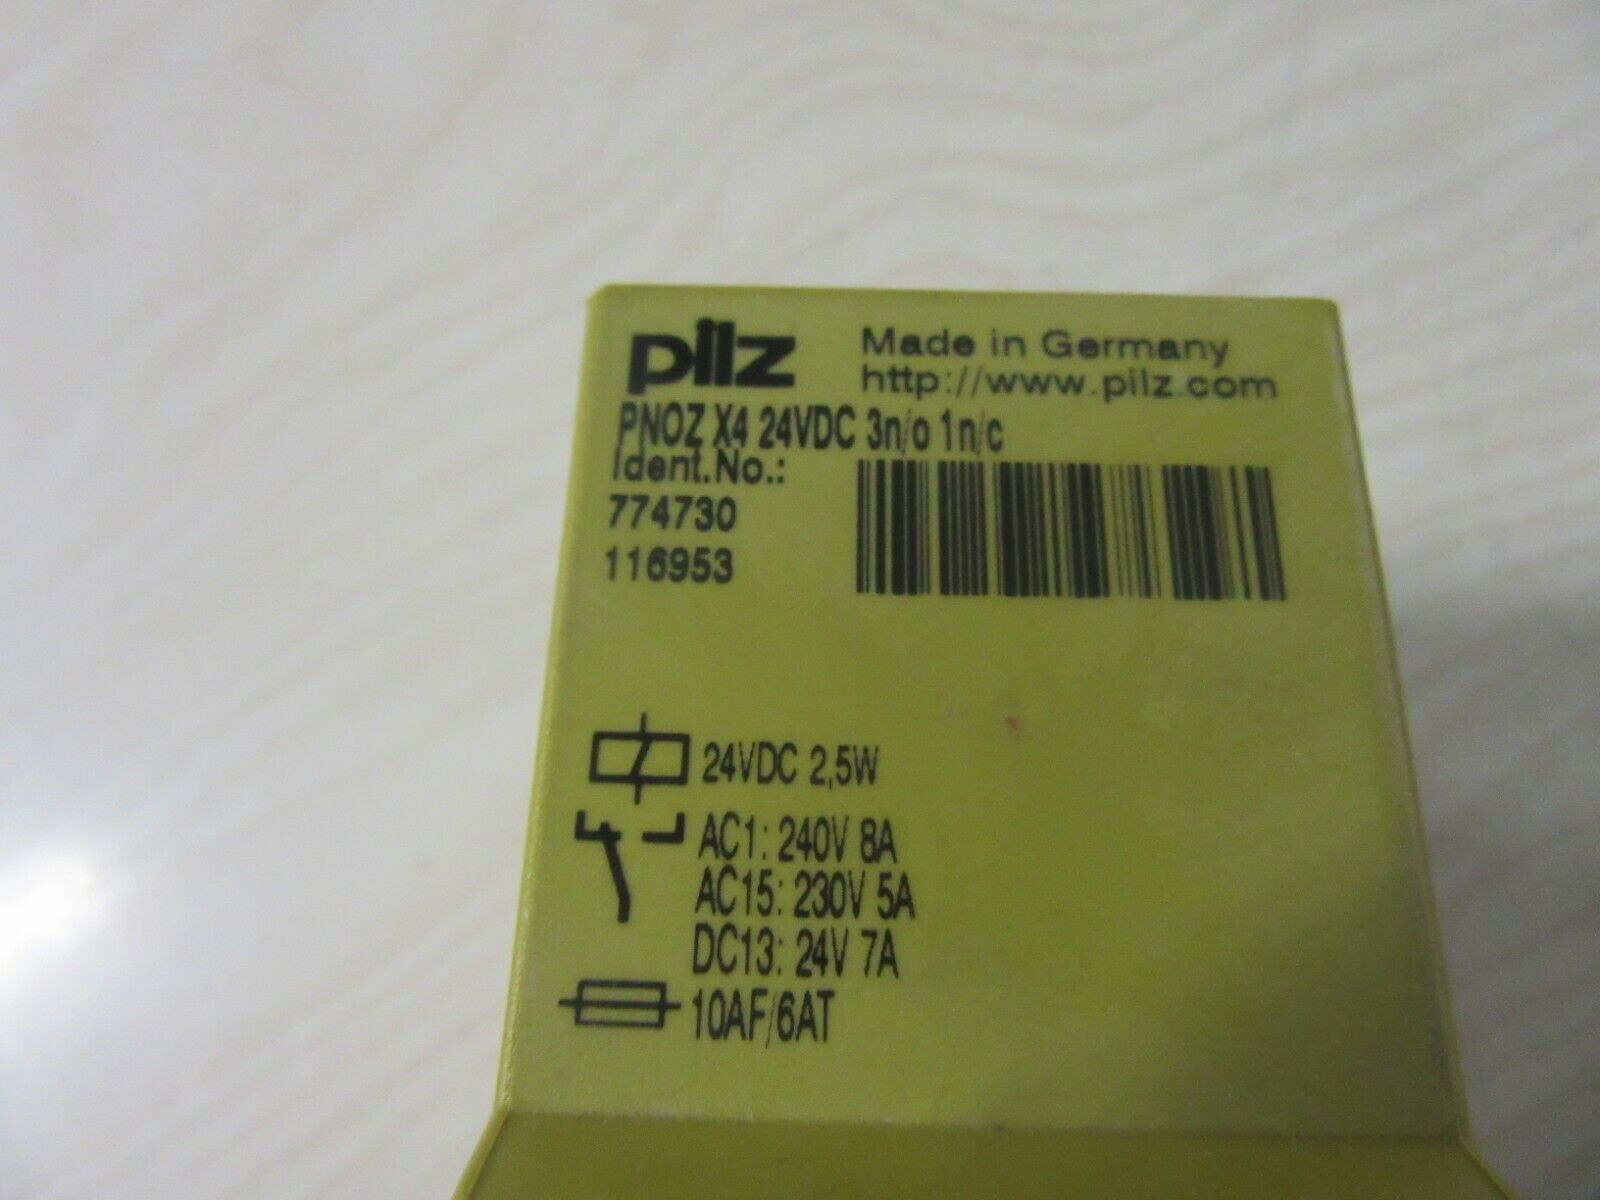 pilz
Made in Germany
http://www.pilz.com
PNOZ X4 24VDC 3n/o 1n/c
Ident.No.:
774730
116953
24VDC 2,5W
AC1: 240V 8A
AC15: 230V 5A
DC13: 24V 7A
10AF/6AT